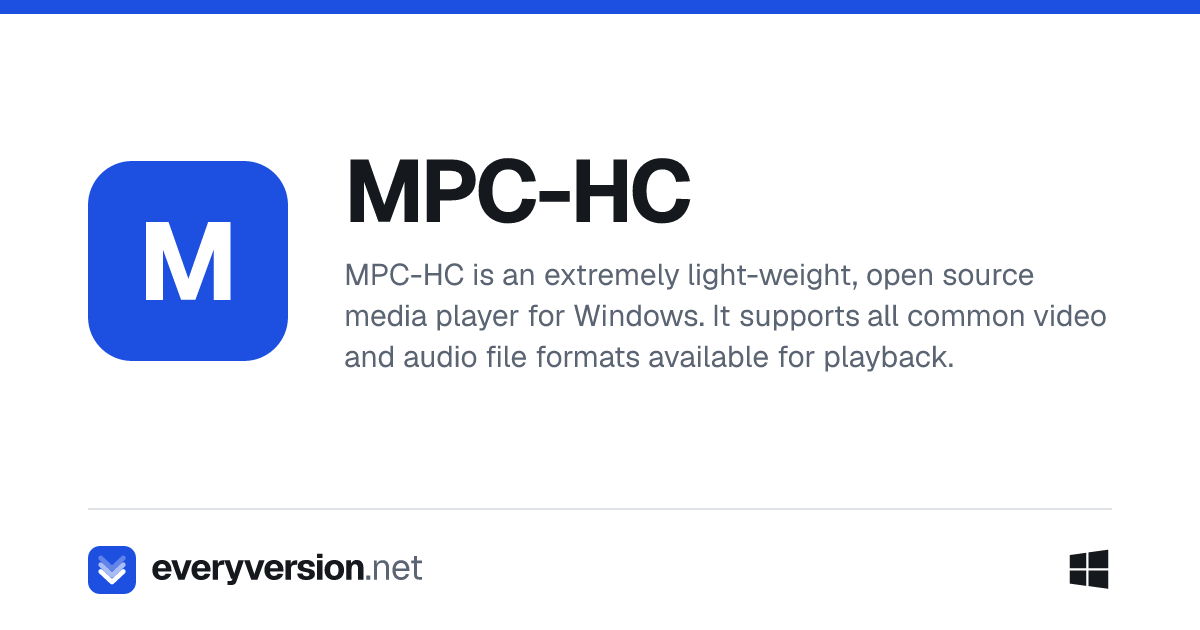 M
MPC-HC
MPC-HC is an extremely light-weight, open source
media player for Windows. It supports all common video
and audio file formats available for playback.
everyversion.net